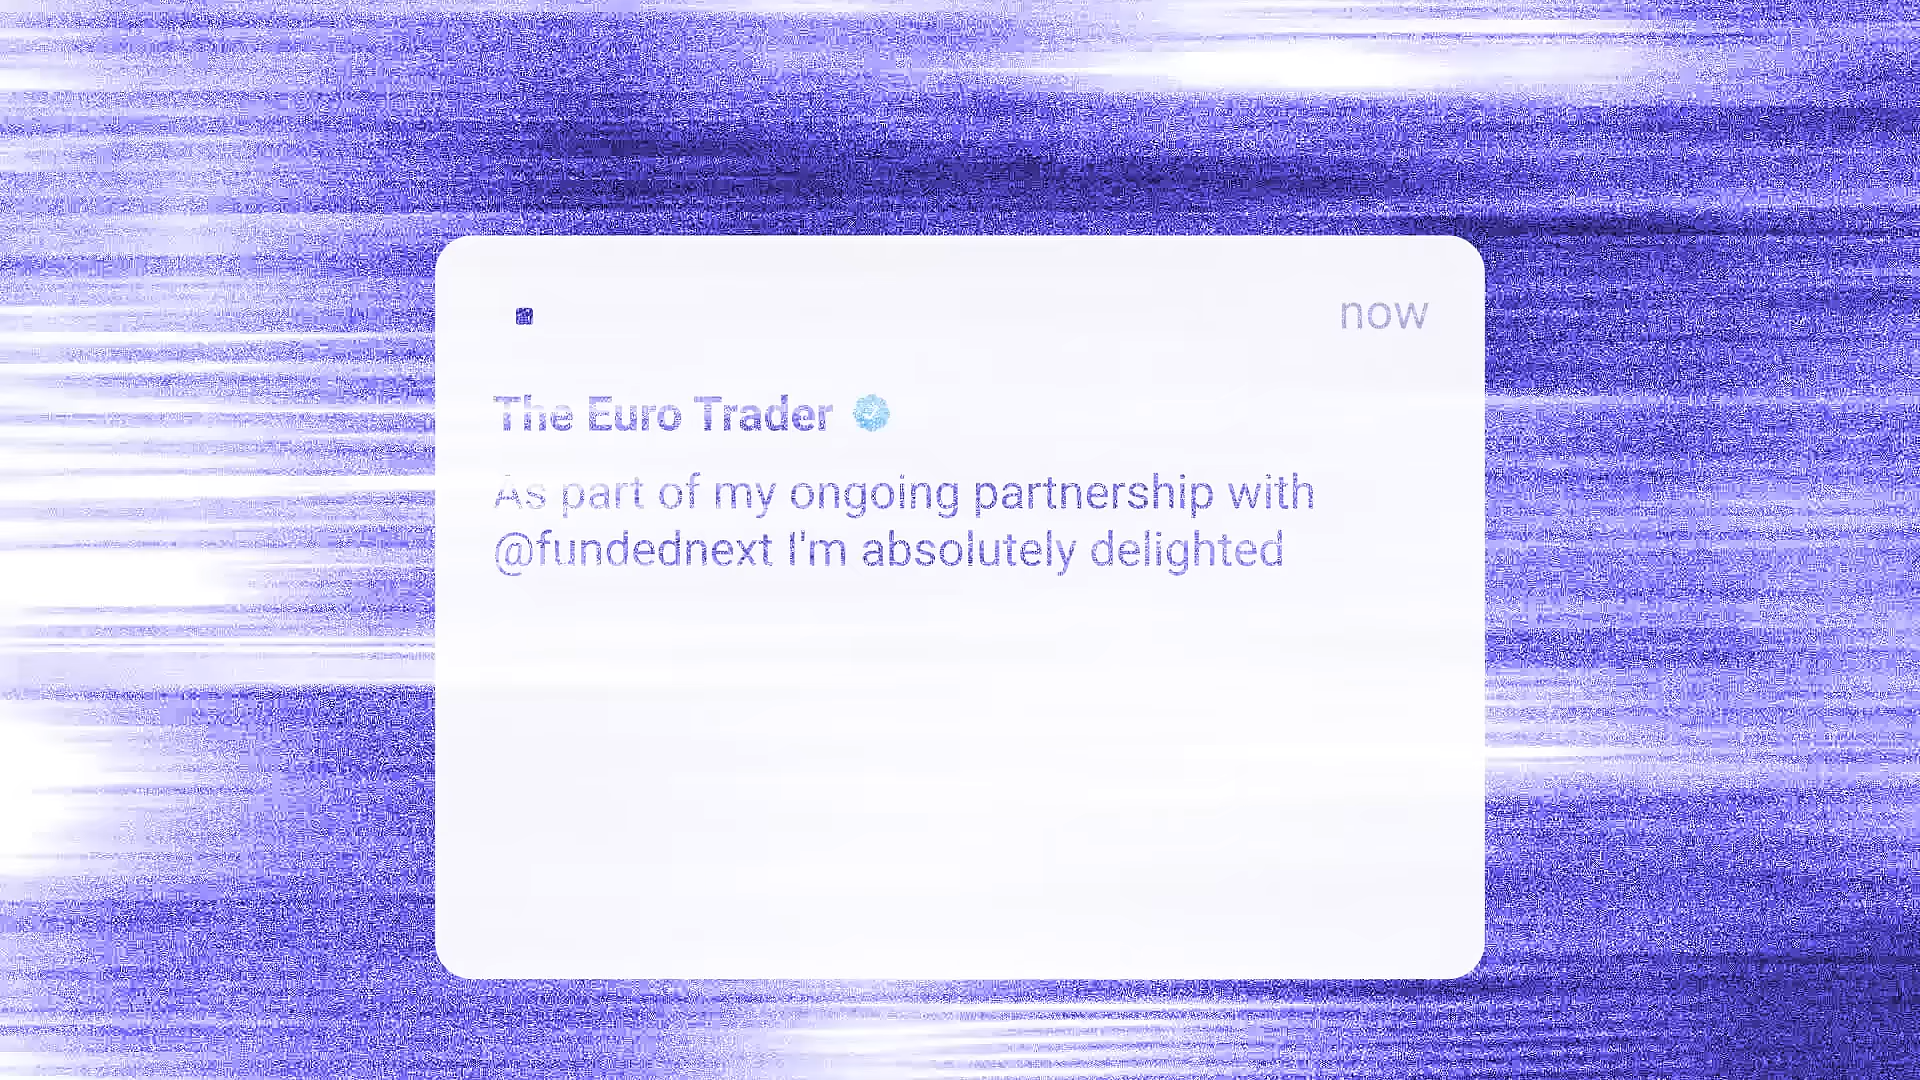 now
The Euro Trader
As part of my ongoing partnership with
@fundednext I'm absolutely delighted